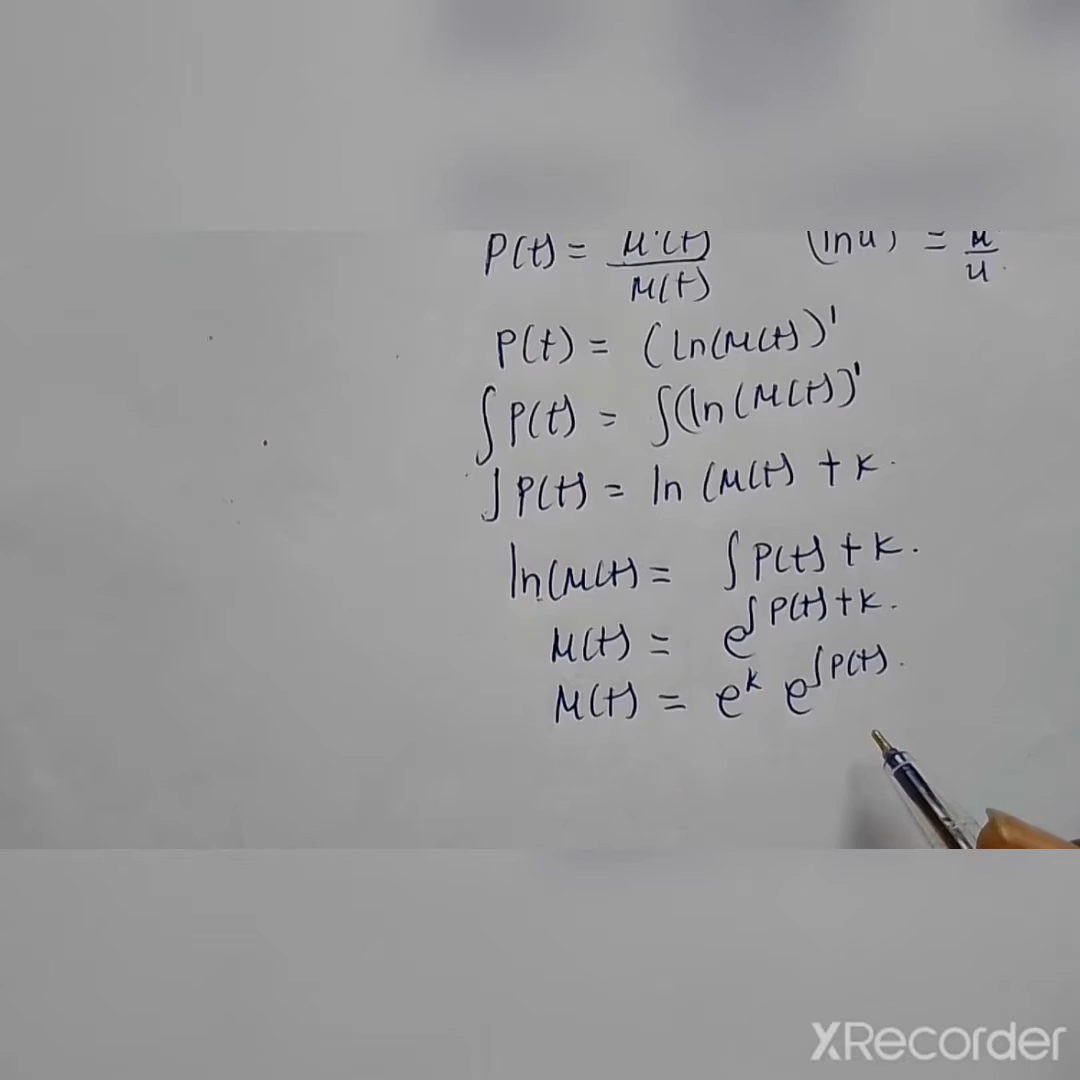 P(t) = μ'(t)/μ(t) (ln u)' = u'/u
P(t) = (ln(μ(t))'
∫P(t) = ∫(ln(μ(t))'
∫P(t) = ln(μ(t) + k.
ln(μ(t) = ∫P(t) + k.
μ(t) = e^∫P(t)+k.
μ(t) = e^k e^∫P(t).
XRecorder